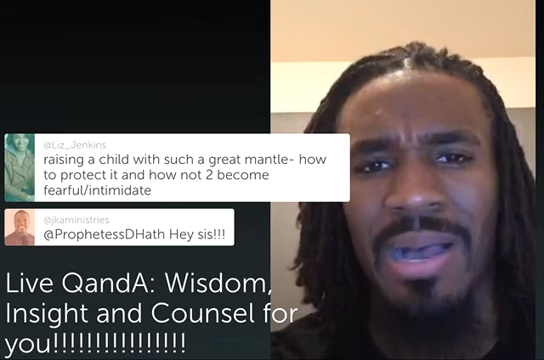 @Liz_Jenkins
raising a child with such a great mantle- how
to protect it and how not 2 become
fearful/intimidate
@jkaministries
@ProphetessDHath Hey sis!!!
Live QandA: Wisdom,
Insight and Counsel for
you!!!!!!!!!!!!!!!!